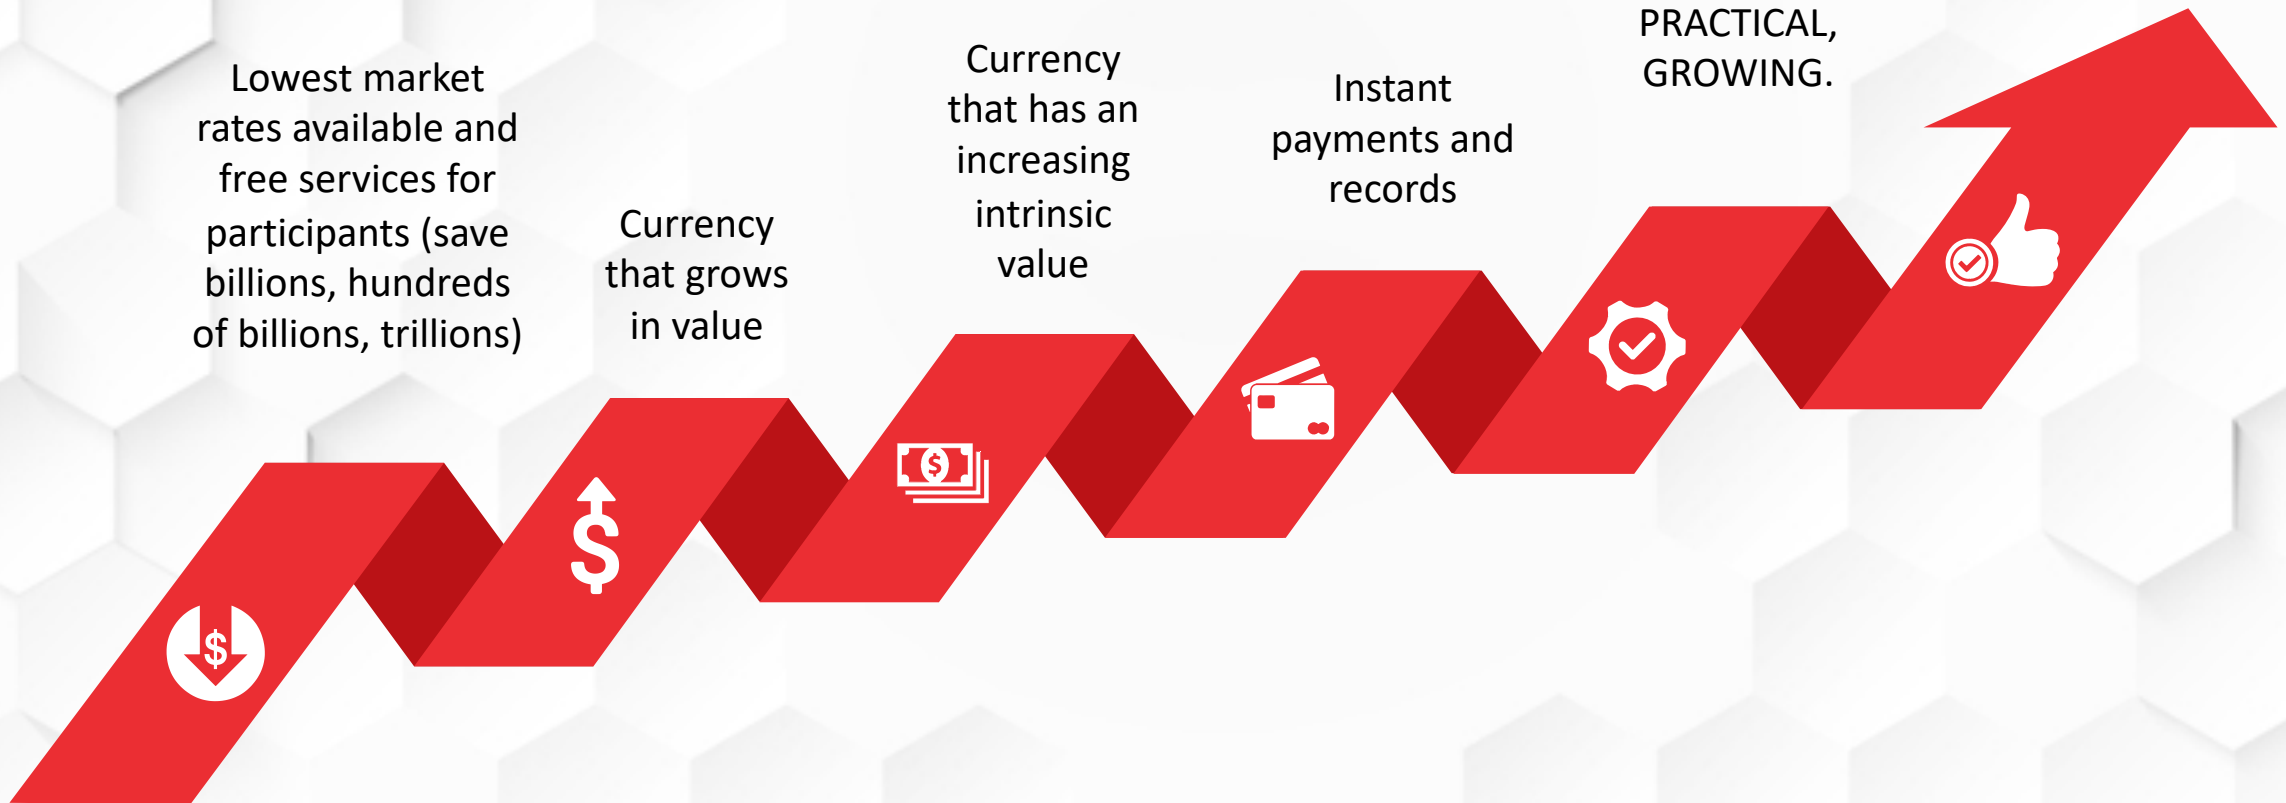 Lowest market
rates available and
free services for
participants (save
billions, hundreds
of billions, trillions)
Currency
that grows
in value
Currency
that has an
increasing
intrinsic
value
Instant
payments and
records
PRACTICAL,
GROWING.
$
$
$